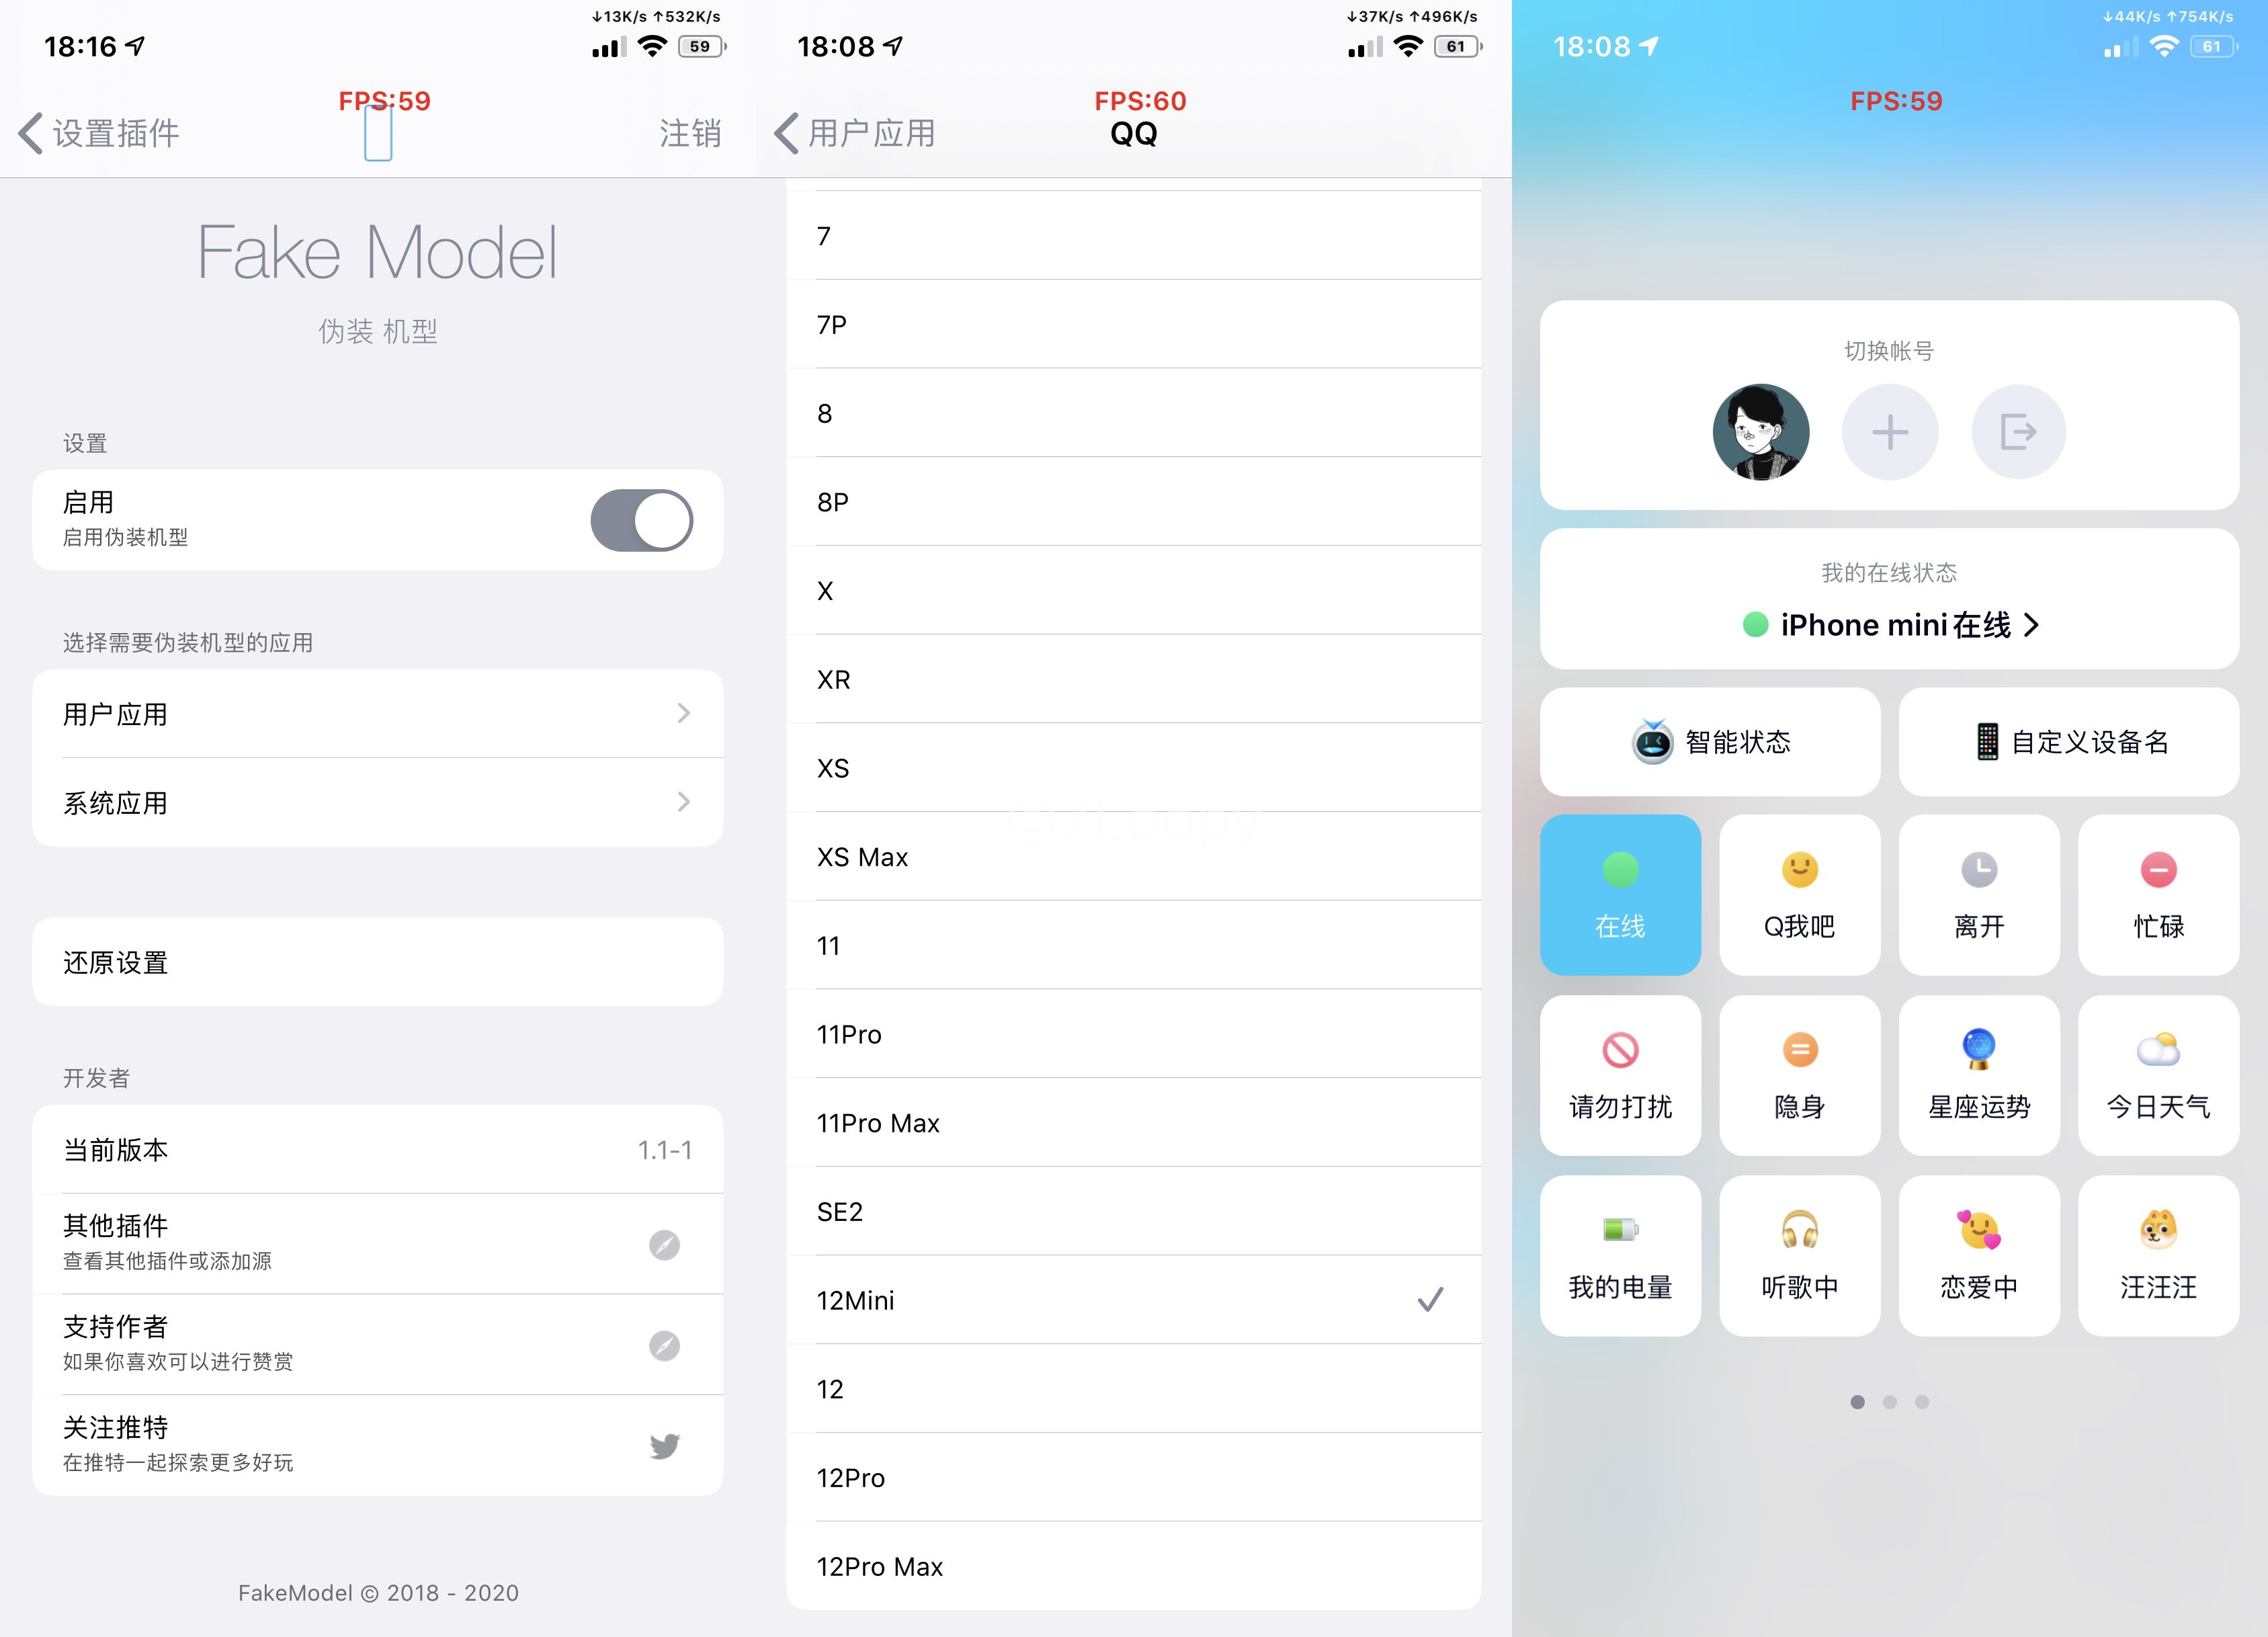 ↓13K/s ↑532K/s
18:16
59
FPS:59
设置插件
注销
Fake Model
伪装 机型
设置
启用
启用伪装机型
选择需要伪装机型的应用
用户应用
系统应用
还原设置
开发者
当前版本 1.1-1
其他插件
查看其他插件或添加源
支持作者
如果你喜欢可以进行赞赏
关注推特
在推特一起探索更多好玩
FakeModel © 2018 - 2020
↓37K/s ↑496K/s
18:08
61
FPS:60
用户应用
QQ
7
7P
8
8P
X
XR
XS
XS Max
11
11Pro
11Pro Max
SE2
12Mini
12
12Pro
12Pro Max
↓44K/s ↑754K/s
18:08
61
FPS:59
切换帐号
我的在线状态
iPhone mini在线
智能状态 自定义设备名
在线 Q我吧 离开 忙碌
请勿打扰 隐身 星座运势 今日天气
我的电量 听歌中 恋爱中 汪汪汪